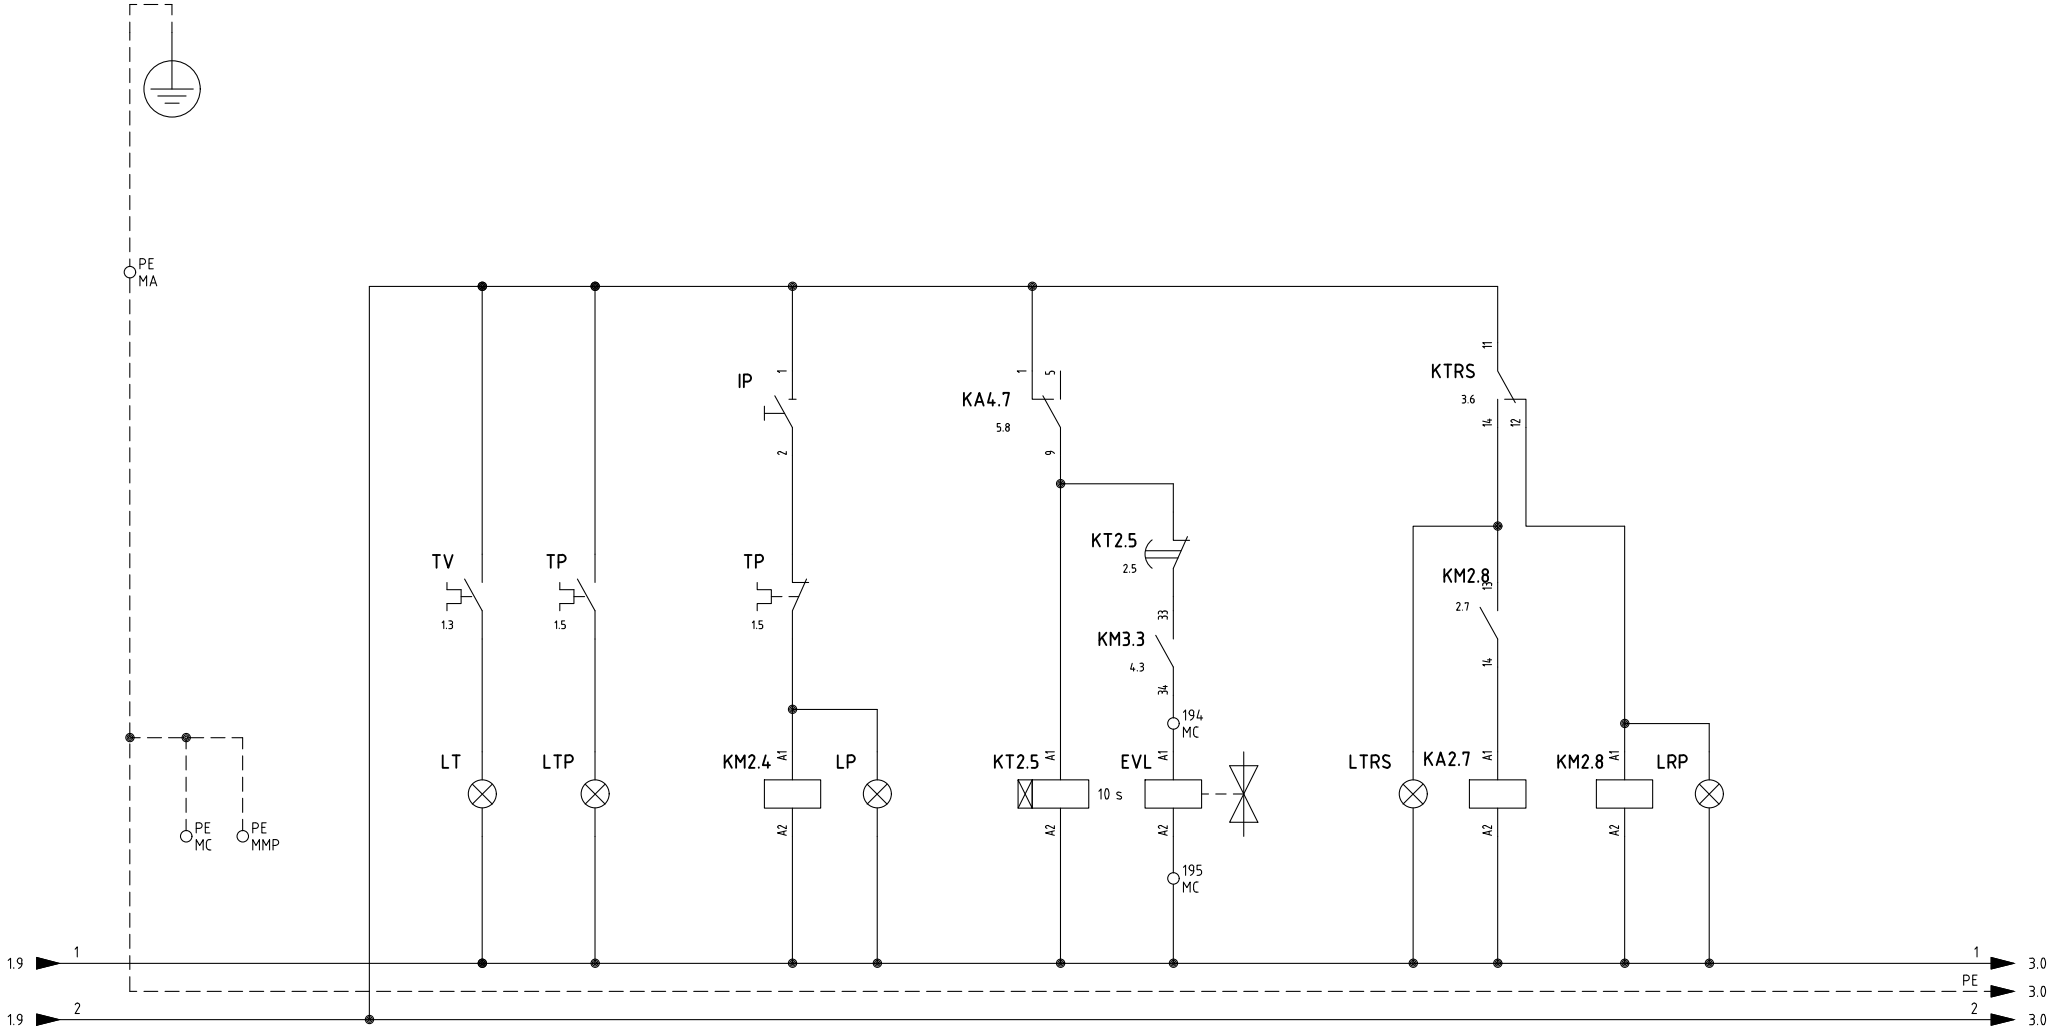 PE
MA
11
1
1
5
KTRS
IP
KA4.7
3.6
5.8
14
12
2
9
KT2.5
TV
TP
TP
2.5
KM2.8
13
1.3
1.5
1.5
2.7
33
KM3.3
4.3
14
34
194
MC
LT
LTP
KM2.4
A1
LP
KT2.5
A1
EVL
A1
LTRS
KA2.7
A1
KM2.8
A1
LRP
10 s
PE
MC
PE
MMP
A2
A2
A2
A2
A2
195
MC
1.9
1
1
3.0
PE
3.0
1.9
2
2
3.0